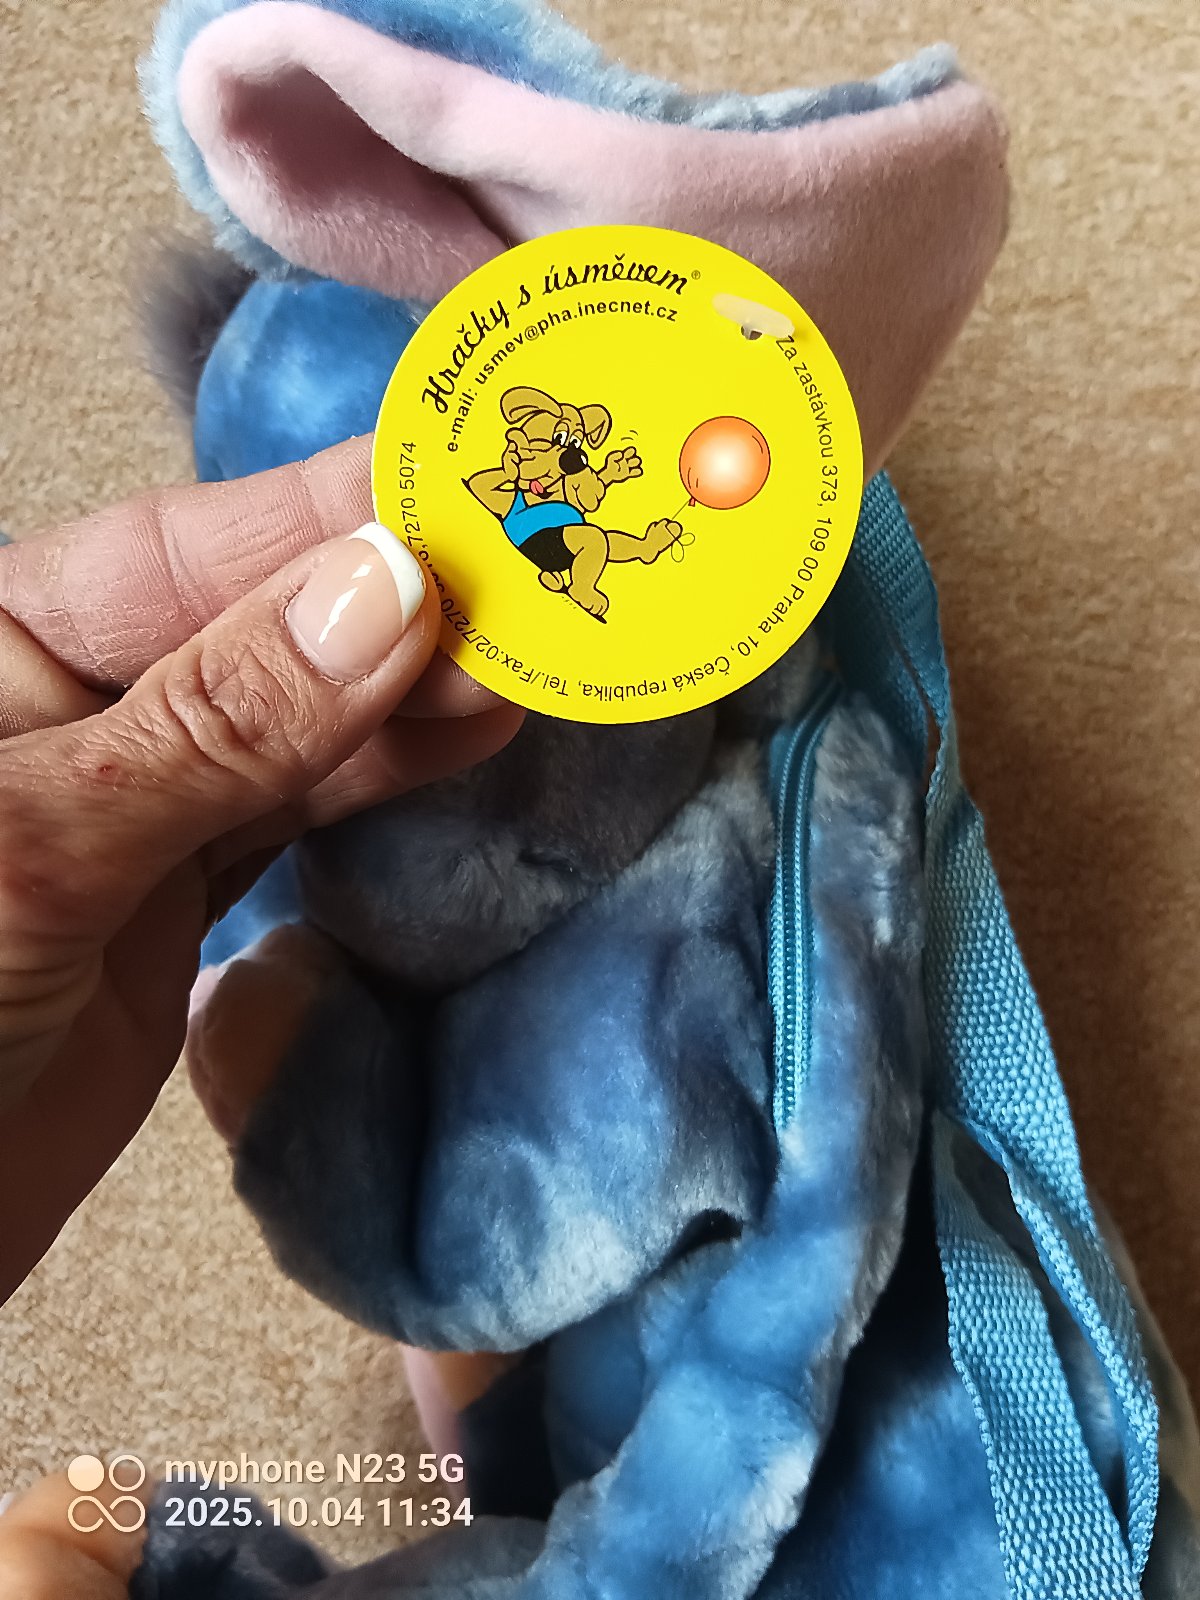 Hračky s úsměvem®
e-mail: usmev@pha.inecnet.cz
Za zastávkou 373, 109 00 Praha 10, Česká republika, Tel./Fax:02/7270 7270 5074
myphone N23 5G
2025.10.04 11:34